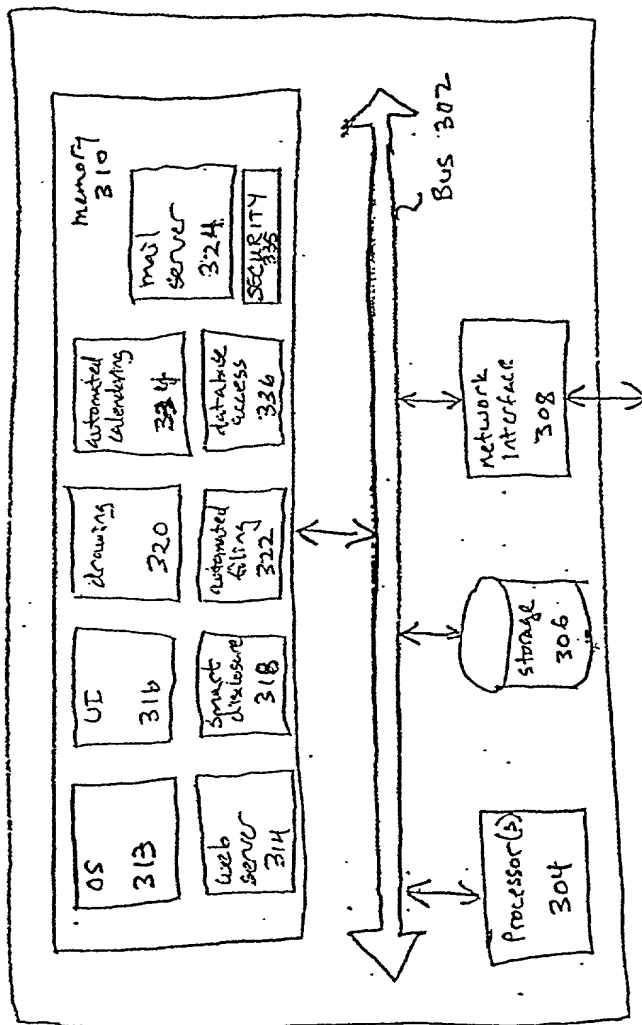 memory
310
OS
313
UI
316
drawing
320
automated
calendaring
334
mail
server
324
web
server
314
smart
disclosure
318
automated
filing
322
database
access
336
SECURITY
335
Bus 302
Processor(s)
304
storage
306
network
interface
308